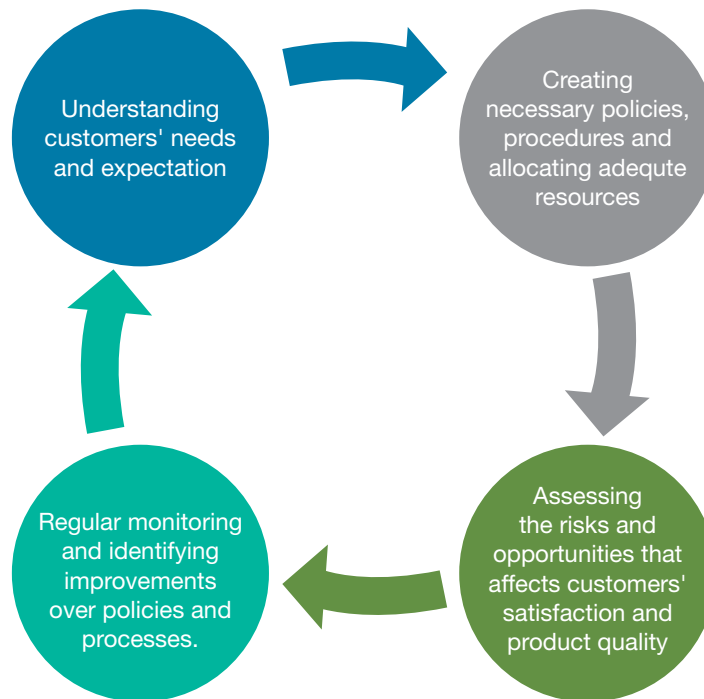 Understanding
customers' needs
and expectation
Creating
necessary policies,
procedures and
allocating adequte
resources
Assessing
the risks and
opportunities that
affects customers'
satisfaction and
product quality
Regular monitoring
and identifying
improvements
over policies and
processes.